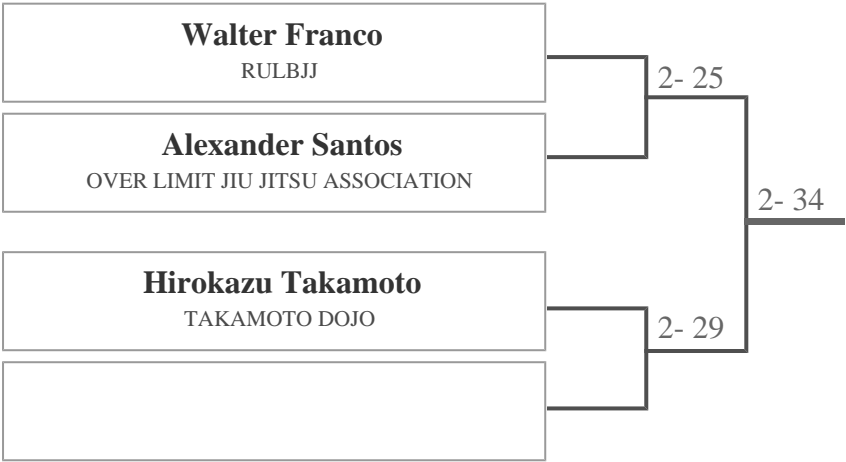 Walter Franco
RULBJJ
2- 25
Alexander Santos
OVER LIMIT JIU JITSU ASSOCIATION
2- 34
Hirokazu Takamoto
TAKAMOTO DOJO
2- 29